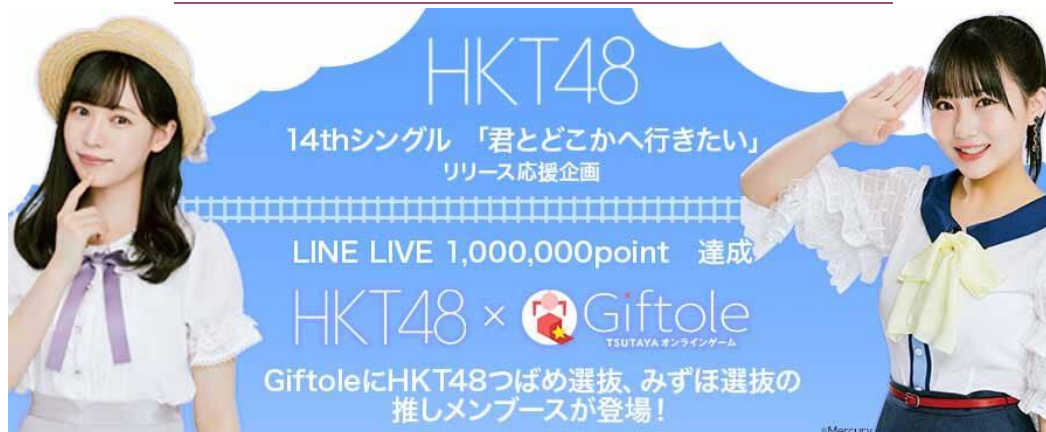 HKT48
14thシングル 「君とどこかへ行きたい」
リリース応援企画
LINE LIVE 1,000,000point 達成
HKT48 × Giftole
TSUTAYA オンラインゲーム
GiftoleにHKT48つばめ選抜、みずほ選抜の
推しメンブースが登場!
©Mercury